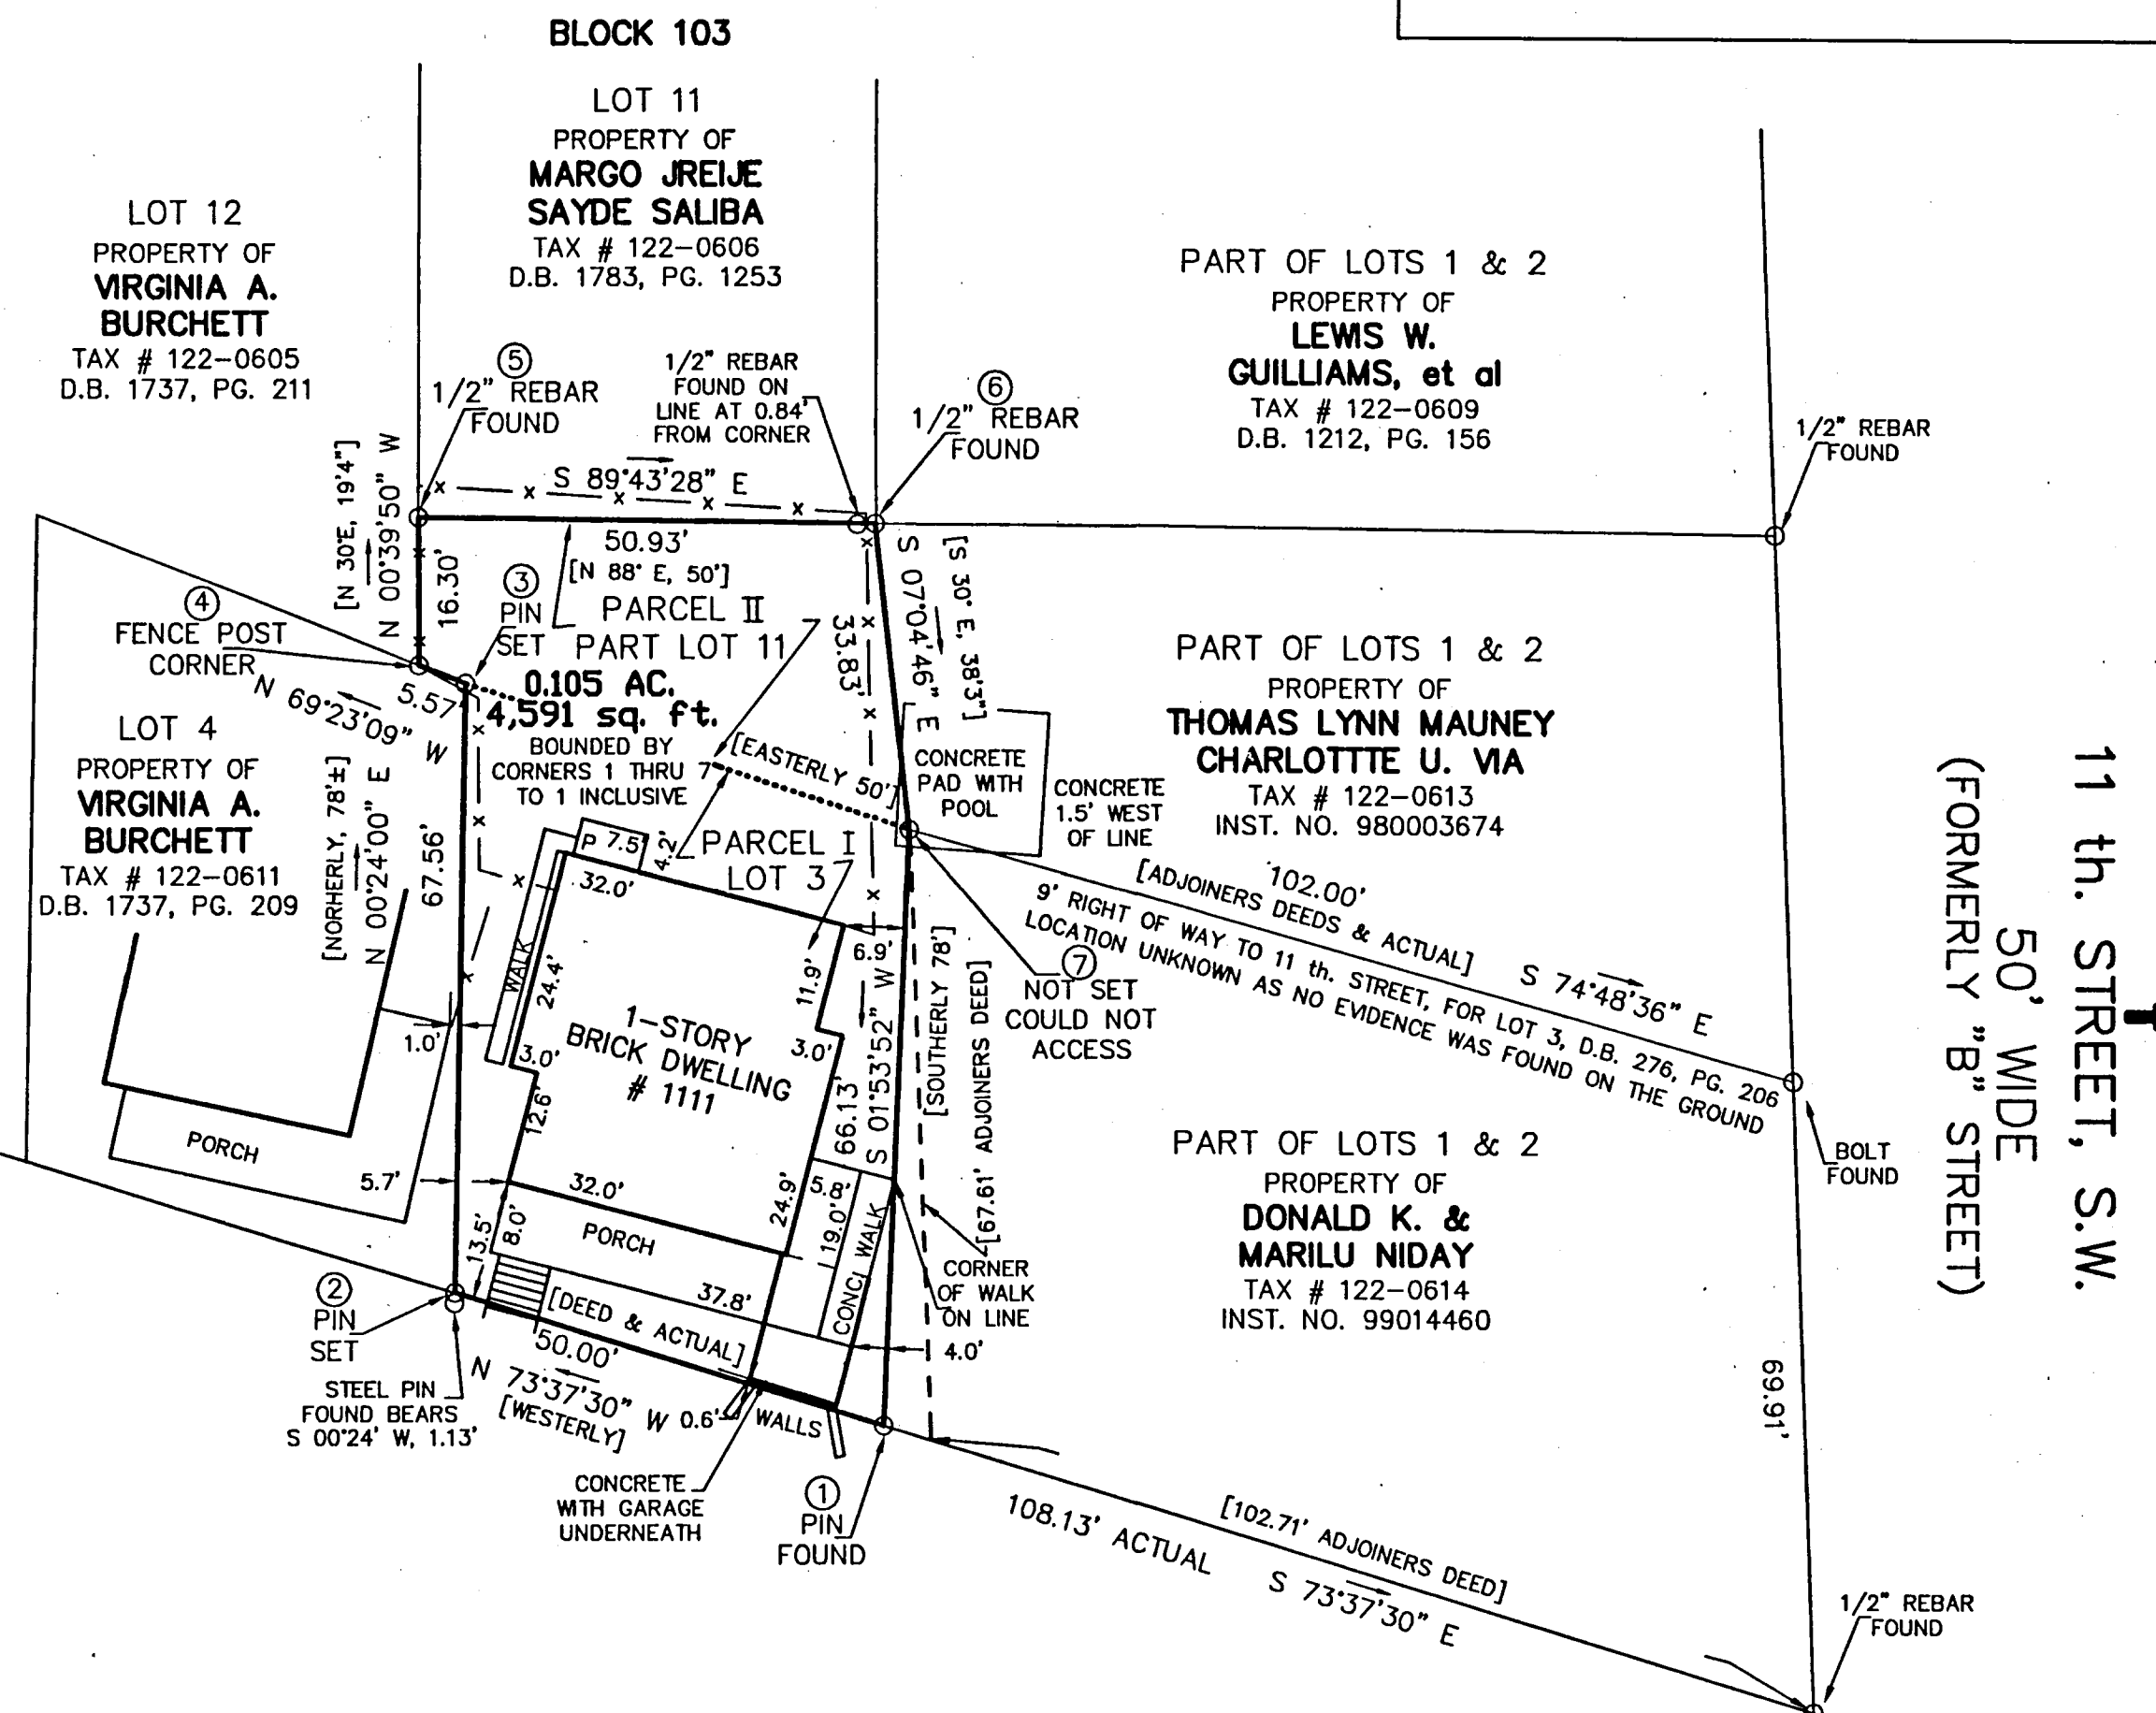 BLOCK 103
LOT 11
PROPERTY OF
MARGO JREIJE
SAYDE SALIBA
TAX # 122-0606
D.B. 1783, PG. 1253
LOT 12
PROPERTY OF
VIRGINIA A.
BURCHETT
TAX # 122-0605
D.B. 1737, PG. 211
PART OF LOTS 1 & 2
PROPERTY OF
LEWIS W.
GUILLIAMS, et al
TAX # 122-0609
D.B. 1212, PG. 156
5
1/2" REBAR
FOUND
1/2" REBAR
FOUND ON
LINE AT 0.84'
FROM CORNER
6
1/2" REBAR
FOUND
1/2" REBAR
FOUND
S 89°43'28" E
50.93'
[N 88° E, 50']
[N 30°E, 19'4"]
N 00°39'50" W
16.30'
3
PIN
SET
PARCEL II
PART LOT 11
0.105 AC.
4,591 sq. ft.
BOUNDED BY
CORNERS 1 THRU 7
TO 1 INCLUSIVE
4
FENCE POST
CORNER
N 69°23'09" W
5.57'
33.83'
S 07°04'46" E
[S 30° E, 38'3"]
[EASTERLY 50']
CONCRETE
PAD WITH
POOL
CONCRETE
1.5' WEST
OF LINE
PART OF LOTS 1 & 2
PROPERTY OF
THOMAS LYNN MAUNEY
CHARLOTTTE U. VIA
TAX # 122-0613
INST. NO. 980003674
11 th. STREET, S.W.
50' WIDE
(FORMERLY "B" STREET)
LOT 4
PROPERTY OF
VIRGINIA A.
BURCHETT
TAX # 122-0611
D.B. 1737, PG. 209
[NORHERLY, 78'±]
N 00°24'00" E
67.56'
P 7.5'
4.2'
PARCEL I
LOT 3
32.0'
WALK
24.4'
11.9'
6.9'
3.0'
3.0'
1-STORY
BRICK DWELLING
# 1111
12.6'
1.0'
66.13'
S 01°53'52" W
[SOUTHERLY 78']
[67.61' ADJOINERS DEED]
7
NOT SET
COULD NOT
ACCESS
102.00'
[ADJOINERS DEEDS & ACTUAL]
S 74°48'36" E
9' RIGHT OF WAY TO 11 th. STREET, FOR LOT 3, D.B. 276, PG. 206
LOCATION UNKNOWN AS NO EVIDENCE WAS FOUND ON THE GROUND
BOLT
FOUND
PART OF LOTS 1 & 2
PROPERTY OF
DONALD K. &
MARILU NIDAY
TAX # 122-0614
INST. NO. 99014460
PORCH
5.7'
32.0'
24.9'
5.8'
19.0'
CONC. WALK
13.5'
8.0'
PORCH
37.8'
CORNER
OF WALK
ON LINE
4.0'
2
PIN
SET
[DEED & ACTUAL]
50.00'
N 73°37'30" W
[WESTERLY]
0.6'
WALLS
STEEL PIN
FOUND BEARS
S 00°24' W, 1.13'
CONCRETE
WITH GARAGE
UNDERNEATH
1
PIN
FOUND
69.91'
[102.71' ADJOINERS DEED]
108.13' ACTUAL
S 73°37'30" E
1/2" REBAR
FOUND